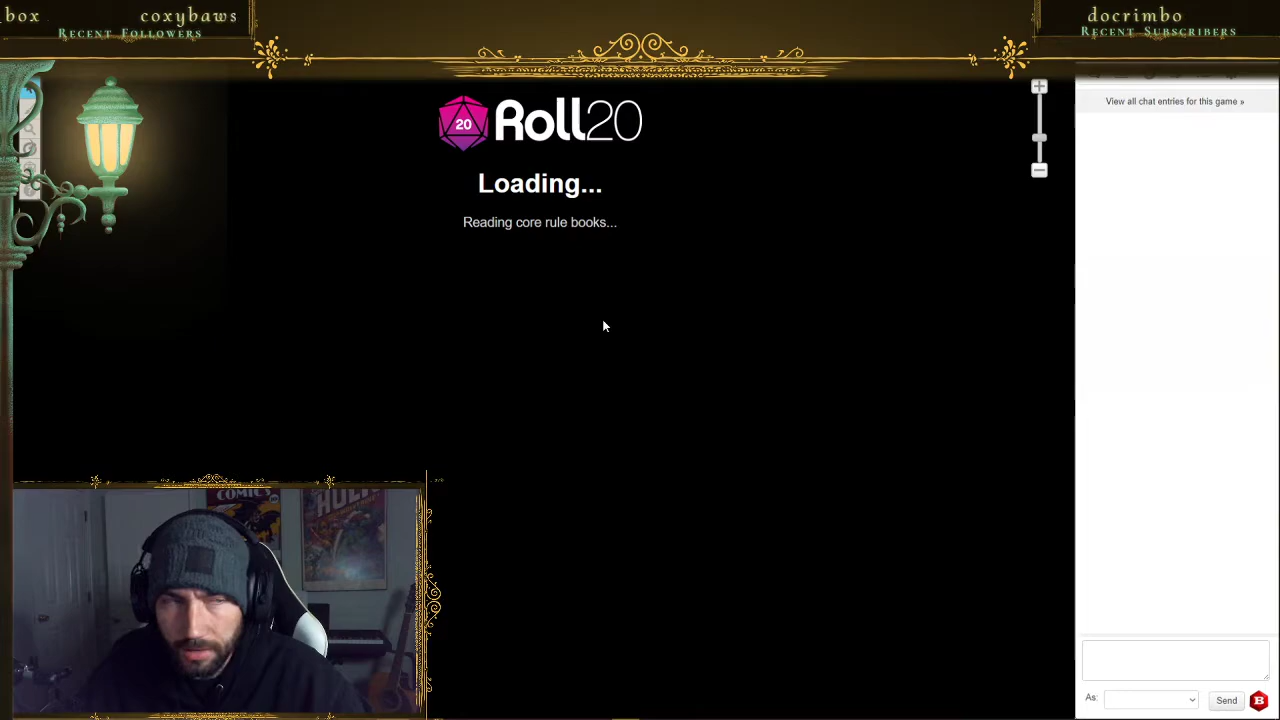 box coxybaws
Recent Followers
docrimbo
Recent Subscribers
20 Roll20
Loading...
Reading core rule books...
View all chat entries for this game »
COMICS
HULK
As:
Send
B